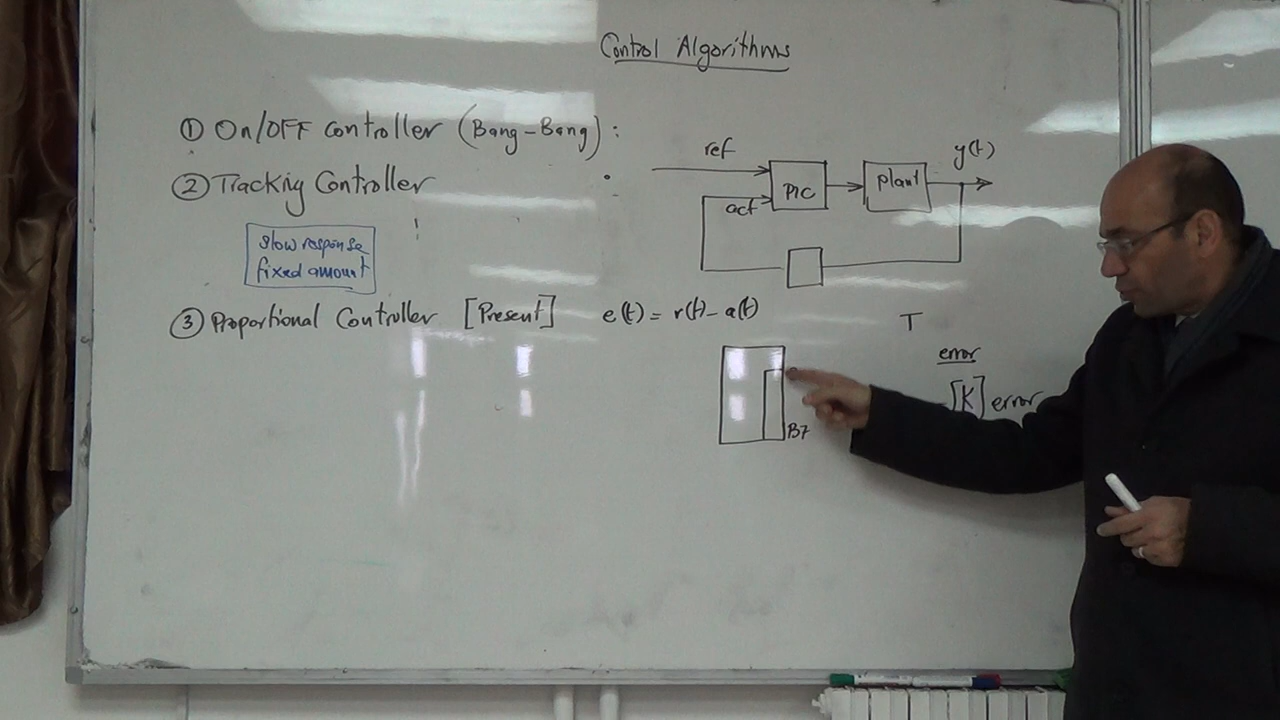 Control Algorithms
① On/OFF Controller (Bang-Bang) :
② Tracking Controller
slow response
fixed amount
ref
act
PIC
plant
y(t)
③ Proportional Controller [Present] e(t) = r(t) - a(t)
T
error
[K] error
B7